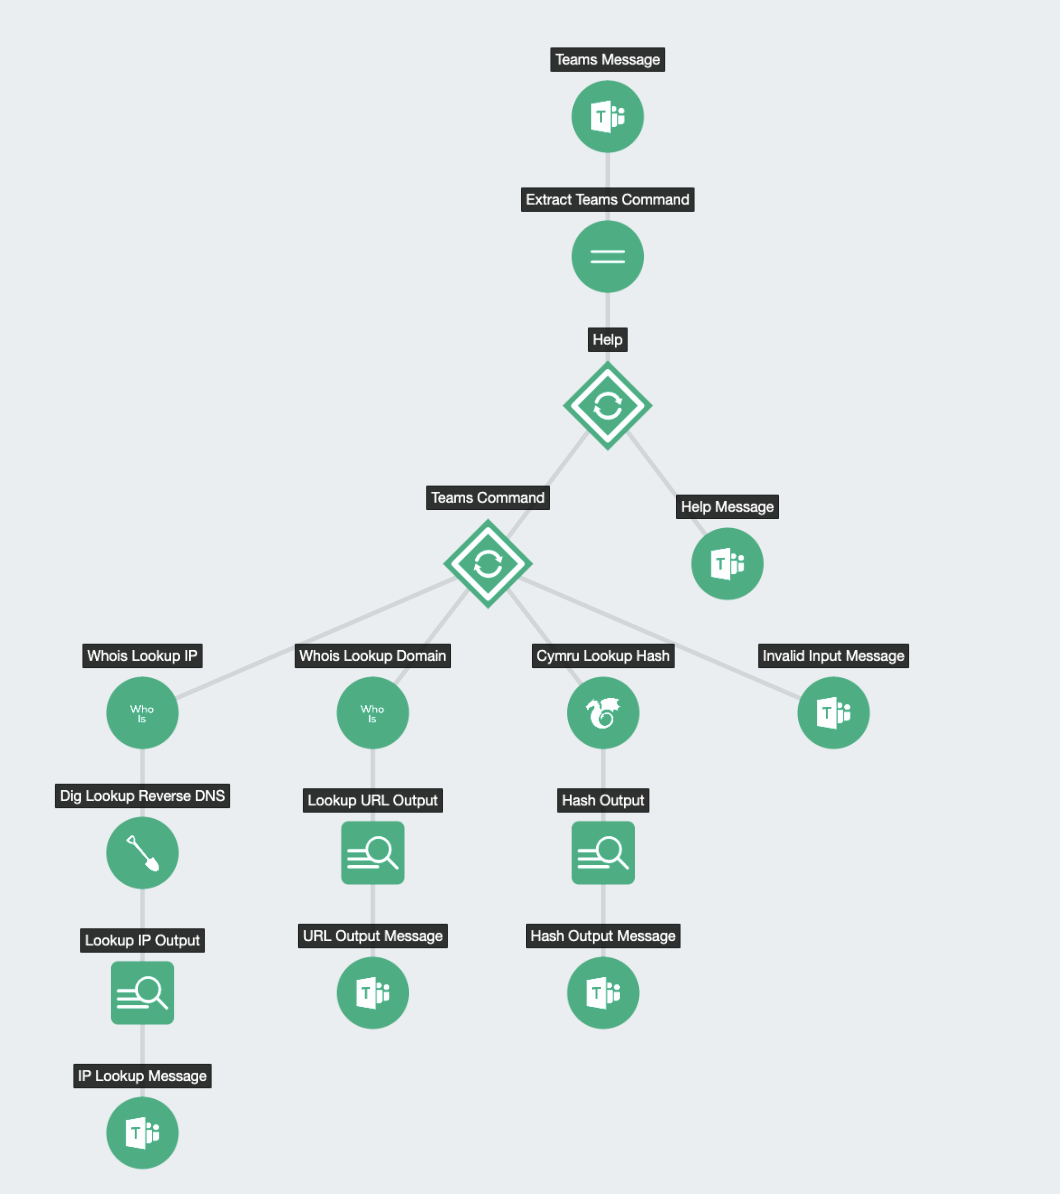 Teams Message
T
Extract Teams Command
Help
Teams Command
Help Message
T
Whois Lookup IP
Whois Lookup Domain
Cymru Lookup Hash
Invalid Input Message
Who
Is
Who
Is
T
Dig Lookup Reverse DNS
Lookup URL Output
Hash Output
Lookup IP Output
URL Output Message
Hash Output Message
T
T
IP Lookup Message
T